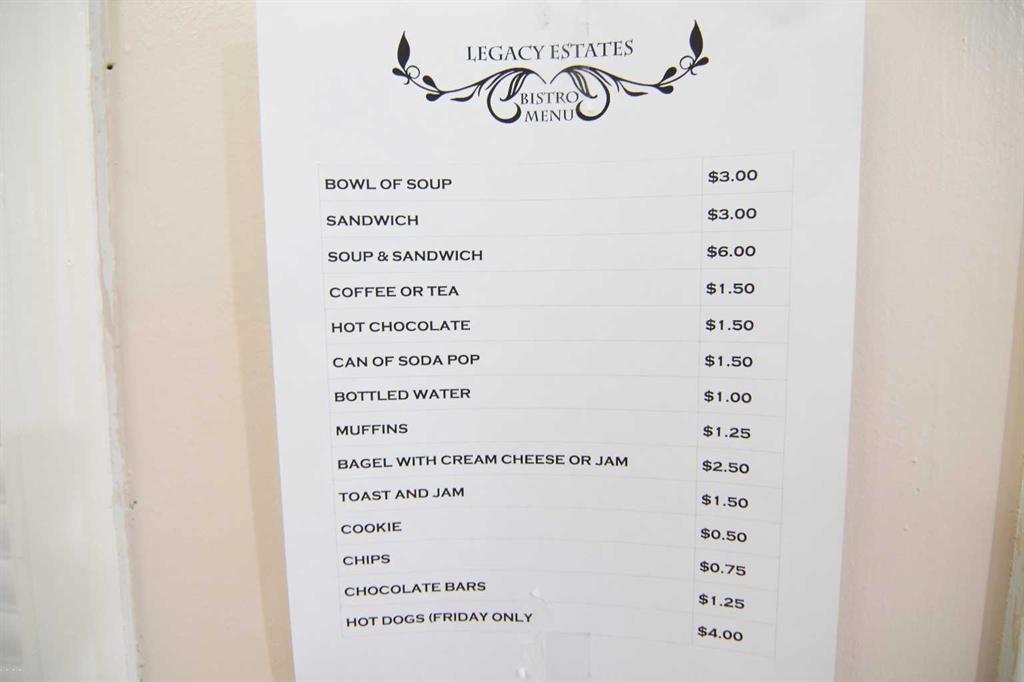 LEGACY ESTATES
BISTRO
MENU
BOWL OF SOUP $3.00
SANDWICH $3.00
SOUP & SANDWICH $6.00
COFFEE OR TEA $1.50
HOT CHOCOLATE $1.50
CAN OF SODA POP $1.50
BOTTLED WATER $1.00
MUFFINS $1.25
BAGEL WITH CREAM CHEESE OR JAM $2.50
TOAST AND JAM $1.50
COOKIE $0.50
CHIPS $0.75
CHOCOLATE BARS $1.25
HOT DOGS (FRIDAY ONLY $4.00